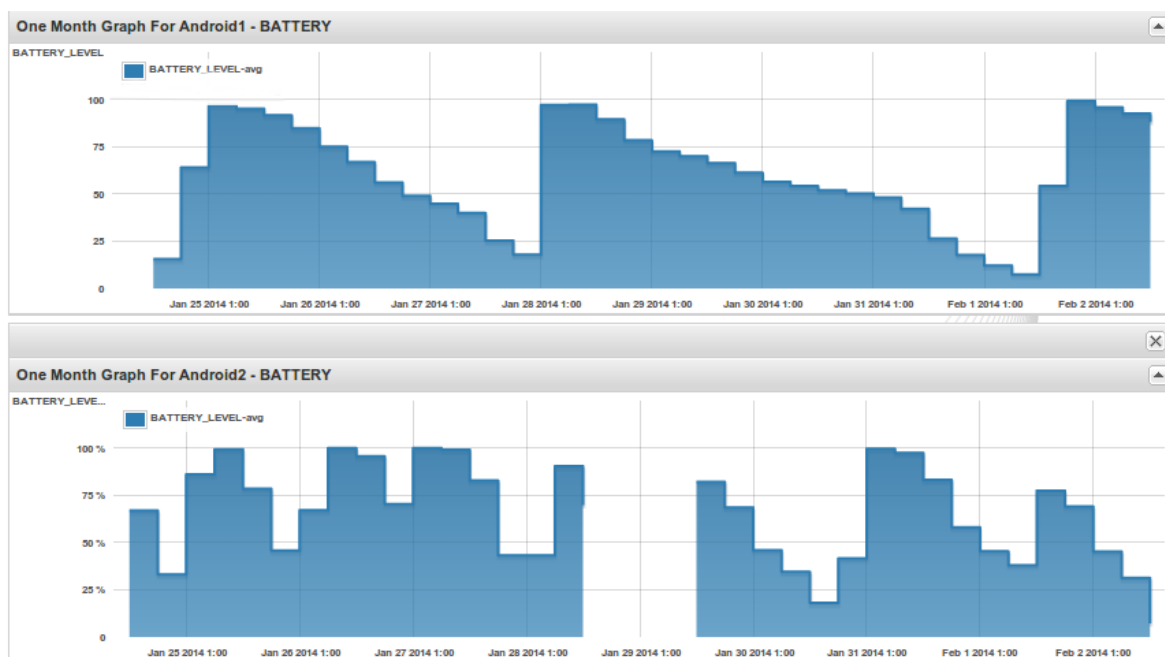 One Month Graph For Android1 - BATTERY
BATTERY_LEVEL
BATTERY_LEVEL-avg
100
75
50
25
0
Jan 25 2014 1:00 Jan 26 2014 1:00 Jan 27 2014 1:00 Jan 28 2014 1:00 Jan 29 2014 1:00 Jan 30 2014 1:00 Jan 31 2014 1:00 Feb 1 2014 1:00 Feb 2 2014 1:00
One Month Graph For Android2 - BATTERY
BATTERY_LEVE...
BATTERY_LEVEL-avg
100 %
75 %
50 %
25 %
0
Jan 25 2014 1:00 Jan 26 2014 1:00 Jan 27 2014 1:00 Jan 28 2014 1:00 Jan 29 2014 1:00 Jan 30 2014 1:00 Jan 31 2014 1:00 Feb 1 2014 1:00 Feb 2 2014 1:00